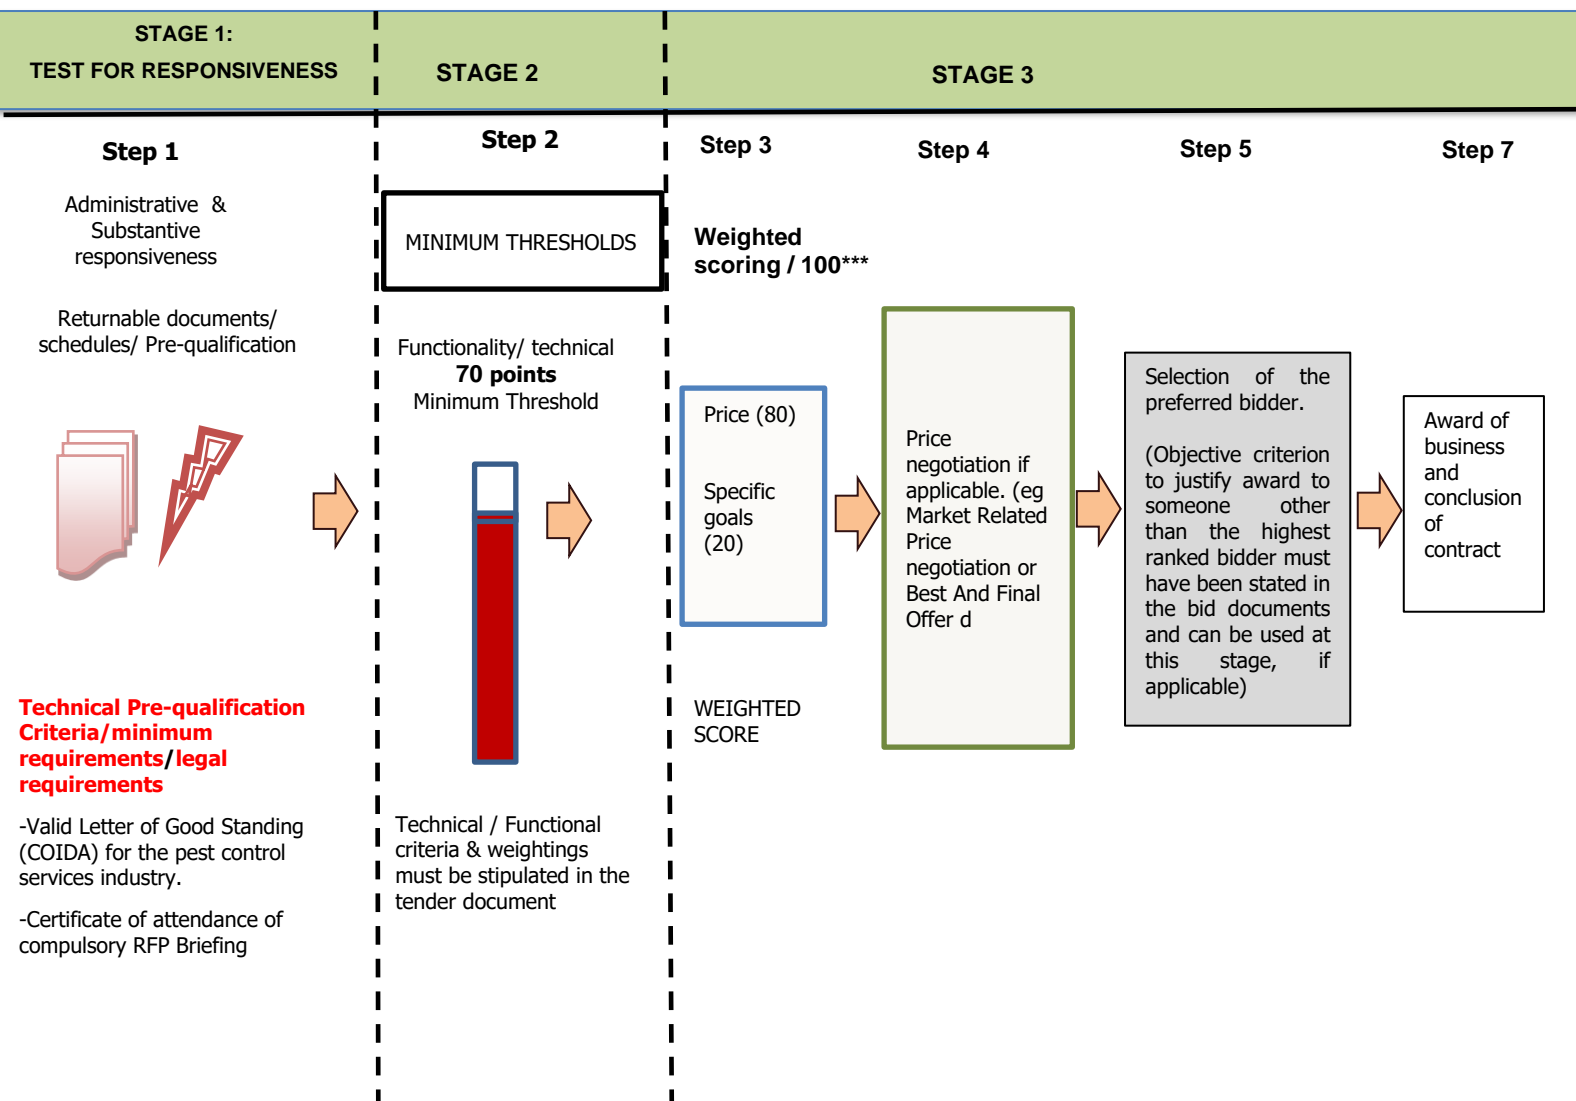 STAGE 1:
TEST FOR RESPONSIVENESS
STAGE 2
STAGE 3
Step 1
Administrative &
Substantive
responsiveness
Returnable documents/
schedules/ Pre-qualification
Technical Pre-qualification
Criteria/minimum
requirements/legal
requirements
-Valid Letter of Good Standing
(COIDA) for the pest control
services industry.
-Certificate of attendance of
compulsory RFP Briefing
Step 2
MINIMUM THRESHOLDS
Functionality/ technical
70 points
Minimum Threshold
Technical / Functional
criteria & weightings
must be stipulated in the
tender document
Step 3
Weighted
scoring / 100***
Price (80)
Specific
goals
(20)
WEIGHTED
SCORE
Step 4
Price
negotiation if
applicable. (eg
Market Related
Price
negotiation or
Best And Final
Offer d
Step 5
Selection of the
preferred bidder.
(Objective criterion
to justify award to
someone other
than the highest
ranked bidder must
have been stated in
the bid documents
and can be used at
this stage, if
applicable)
Step 7
Award of
business
and
conclusion
of
contract